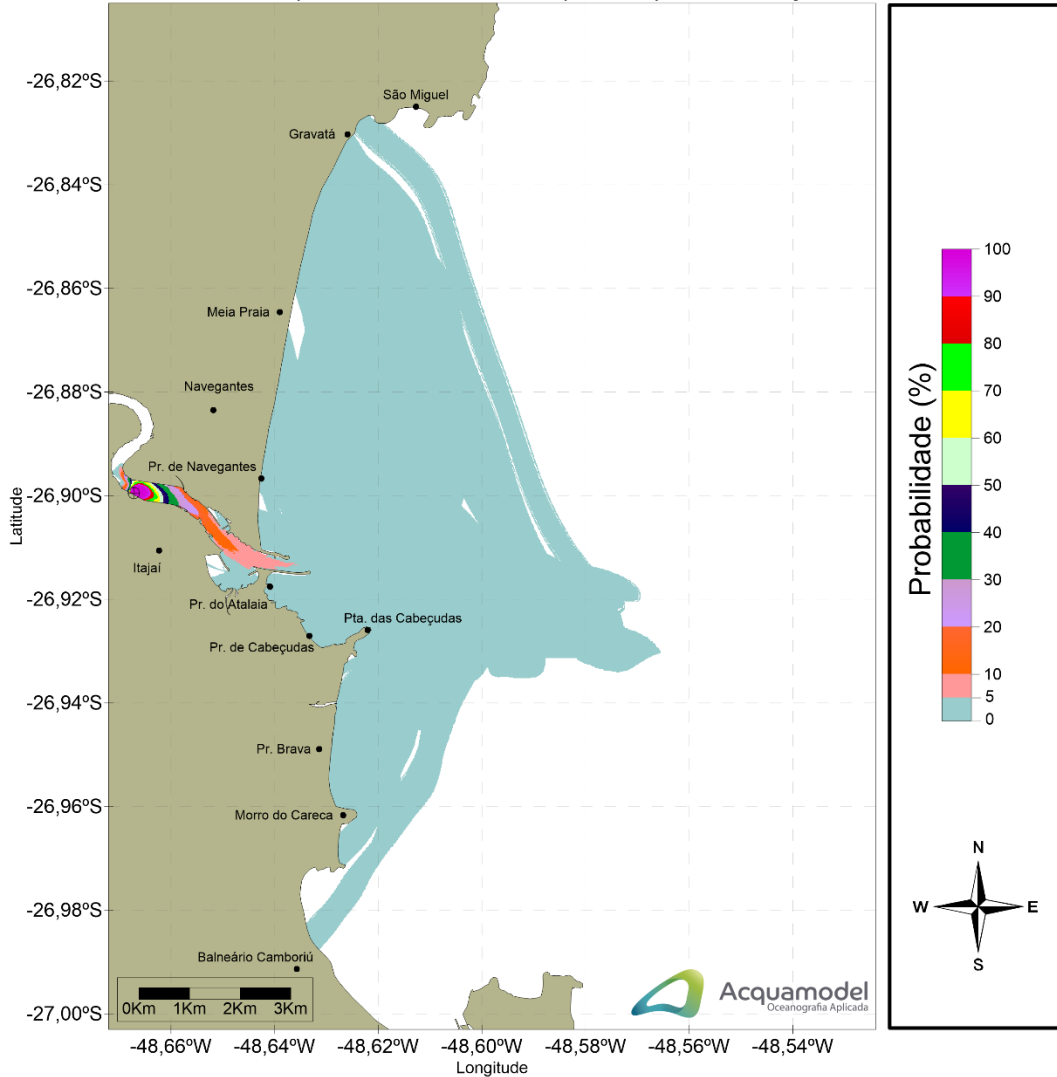 -26,82ºS
São Miguel
Gravatá
-26,84ºS
-26,86ºS
Meia Praia
-26,88ºS
Navegantes
Pr. de Navegantes
-26,90ºS
Latitude
Itajaí
-26,92ºS
Pr. do Atalaia
Pta. das Cabeçudas
Pr. de Cabeçudas
-26,94ºS
Pr. Brava
-26,96ºS
Morro do Careca
-26,98ºS
Balneário Camboriú
-27,00ºS
0Km 1Km 2Km 3Km
Acquamodel
Oceanografia Aplicada
-48,66ºW -48,64ºW -48,62ºW -48,60ºW -48,58ºW -48,56ºW -48,54ºW
Longitude
Probabilidade (%)
100
90
80
70
60
50
40
30
20
10
5
0
N
W E
S